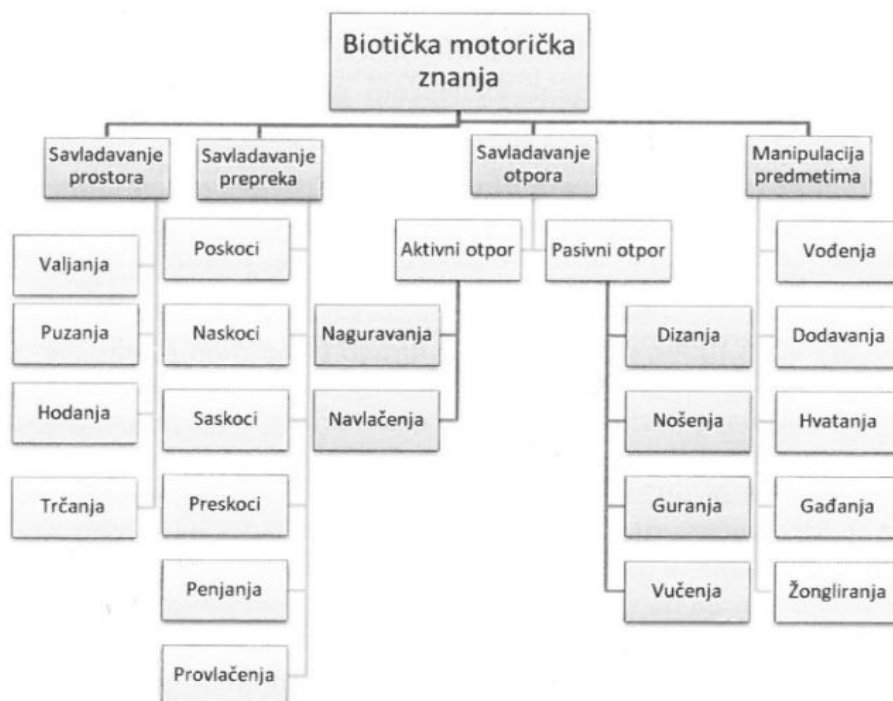 Biotička motorička
znanja
Savladavanje
prostora
Savladavanje
prepreka
Savladavanje
otpora
Manipulacija
predmetima
Valjanja
Puzanja
Hodanja
Trčanja
Poskoci
Naskoci
Saskoci
Preskoci
Penjanja
Provlačenja
Aktivni otpor
Naguravanja
Navlačenja
Pasivni otpor
Dizanja
Nošenja
Guranja
Vučenja
Vođenja
Dodavanja
Hvatanja
Gađanja
Žongliranja